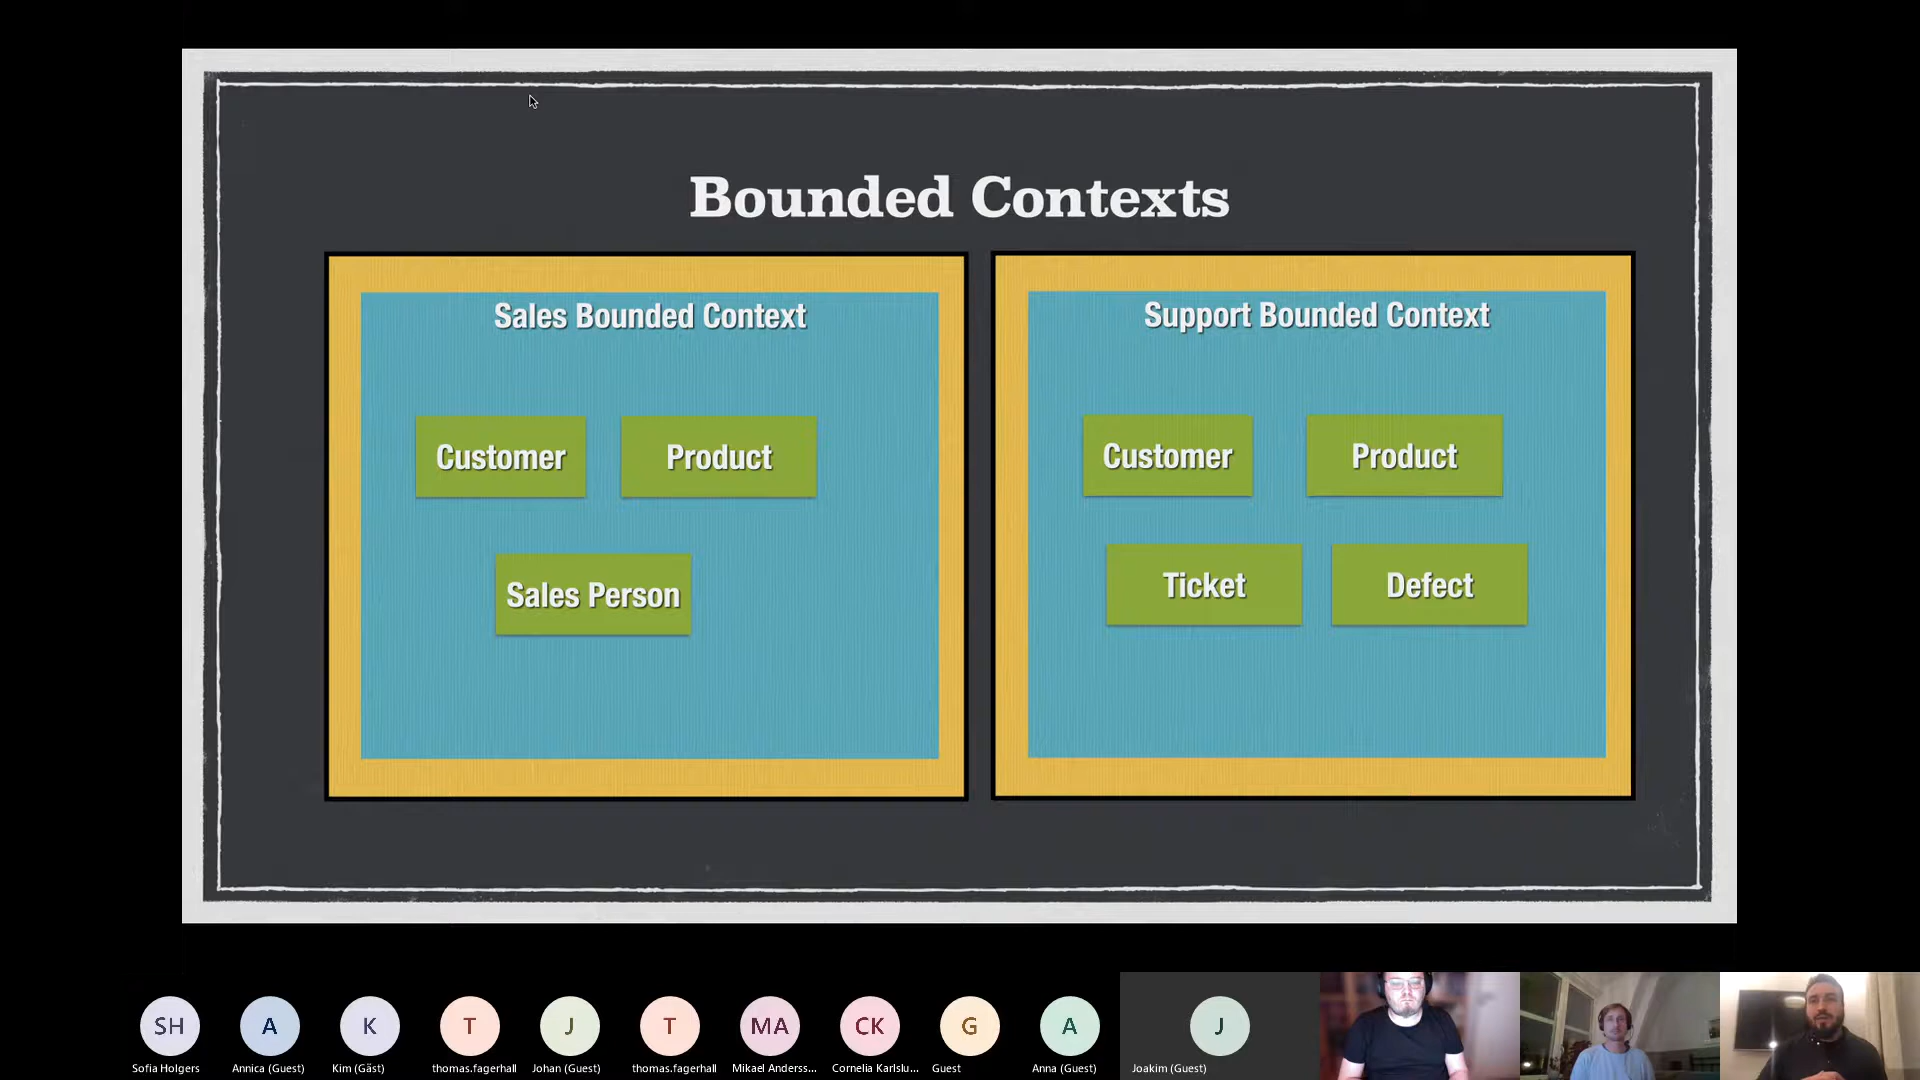 Bounded Contexts
Sales Bounded Context
Customer
Product
Sales Person
Support Bounded Context
Customer
Product
Ticket
Defect
SH
A
K
T
J
T
MA
CK
G
A
J
Sofia Holgers
Annica (Guest)
Kim (Gäst)
thomas.fagerhall
Johan (Guest)
thomas.fagerhall
Mikael Anderss...
Cornelia Karlslu...
Guest
Anna (Guest)
Joakim (Guest)